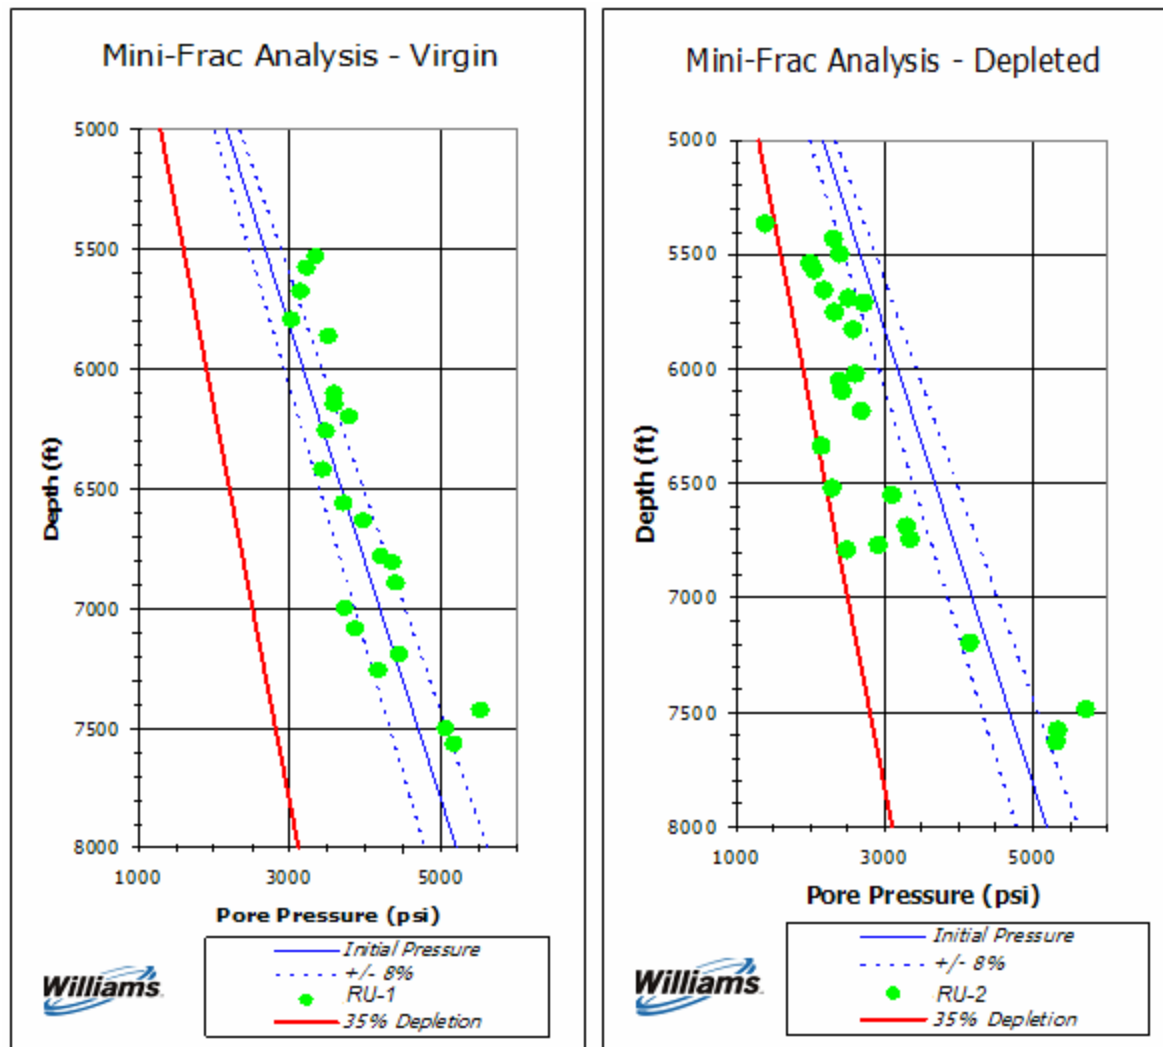 Mini-Frac Analysis - Virgin
5000
5500
6000
6500
7000
7500
8000
Depth (ft)
1000
3000
5000
Pore Pressure (psi)
Initial Pressure
+/- 8%
RU-1
35% Depletion
Williams
Mini-Frac Analysis - Depleted
5000
5500
6000
6500
7000
7500
8000
Depth (ft)
1000
3000
5000
Pore Pressure (psi)
Initial Pressure
+/- 8%
RU-2
35% Depletion
Williams